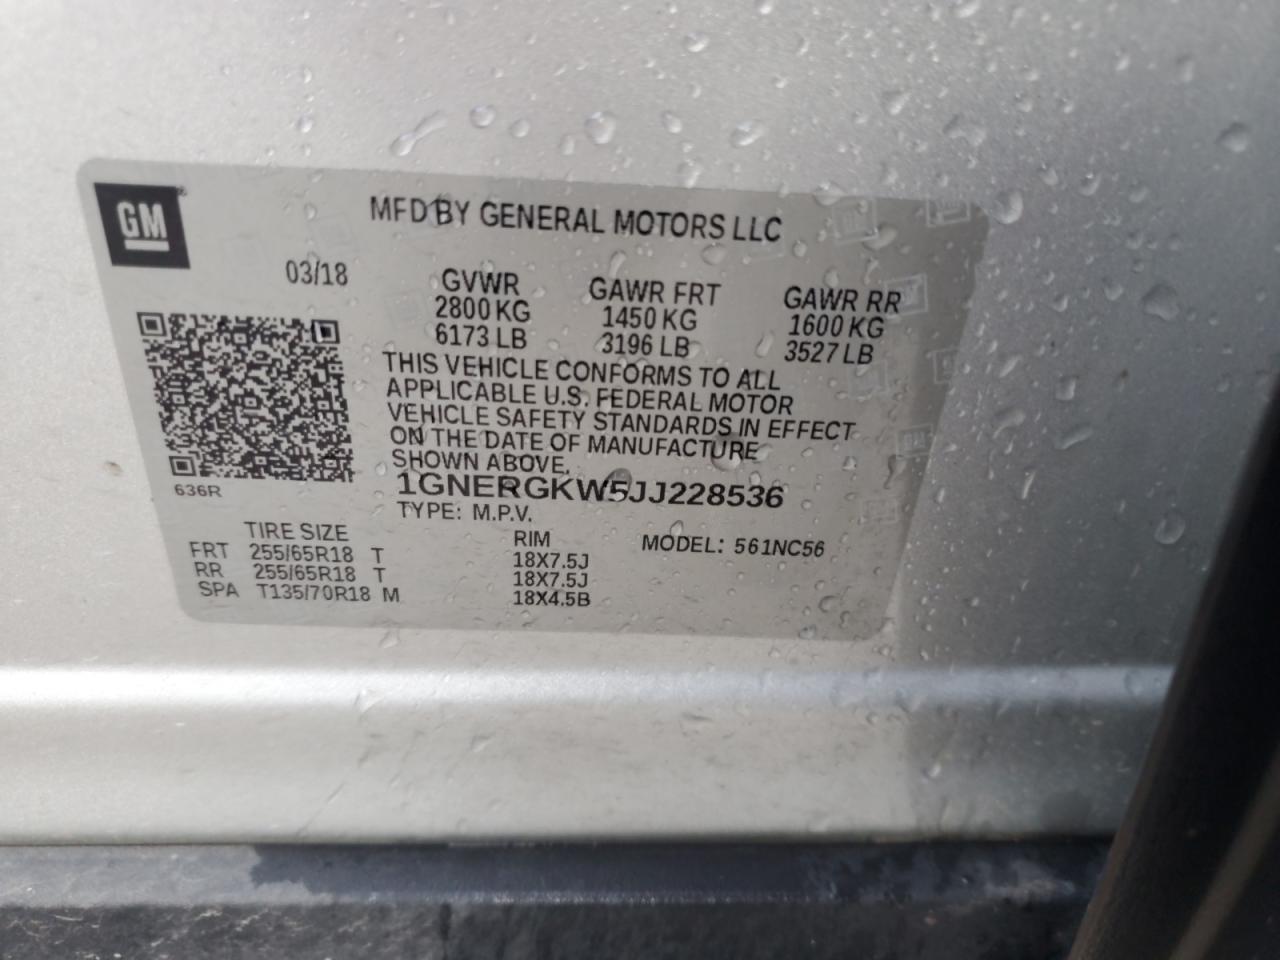 GM
MFD BY GENERAL MOTORS LLC
03/18
GVWR GAWR FRT GAWR RR
2800 KG 1450 KG 1600 KG
6173 LB 3196 LB 3527 LB
THIS VEHICLE CONFORMS TO ALL
APPLICABLE U.S. FEDERAL MOTOR
VEHICLE SAFETY STANDARDS IN EFFECT
ON THE DATE OF MANUFACTURE
SHOWN ABOVE.
636R
1GNERGKW5JJ228536
TYPE: M.P.V.
TIRE SIZE RIM MODEL: 561NC56
FRT 255/65R18 T 18X7.5J
RR 255/65R18 T 18X7.5J
SPA T135/70R18 M 18X4.5B